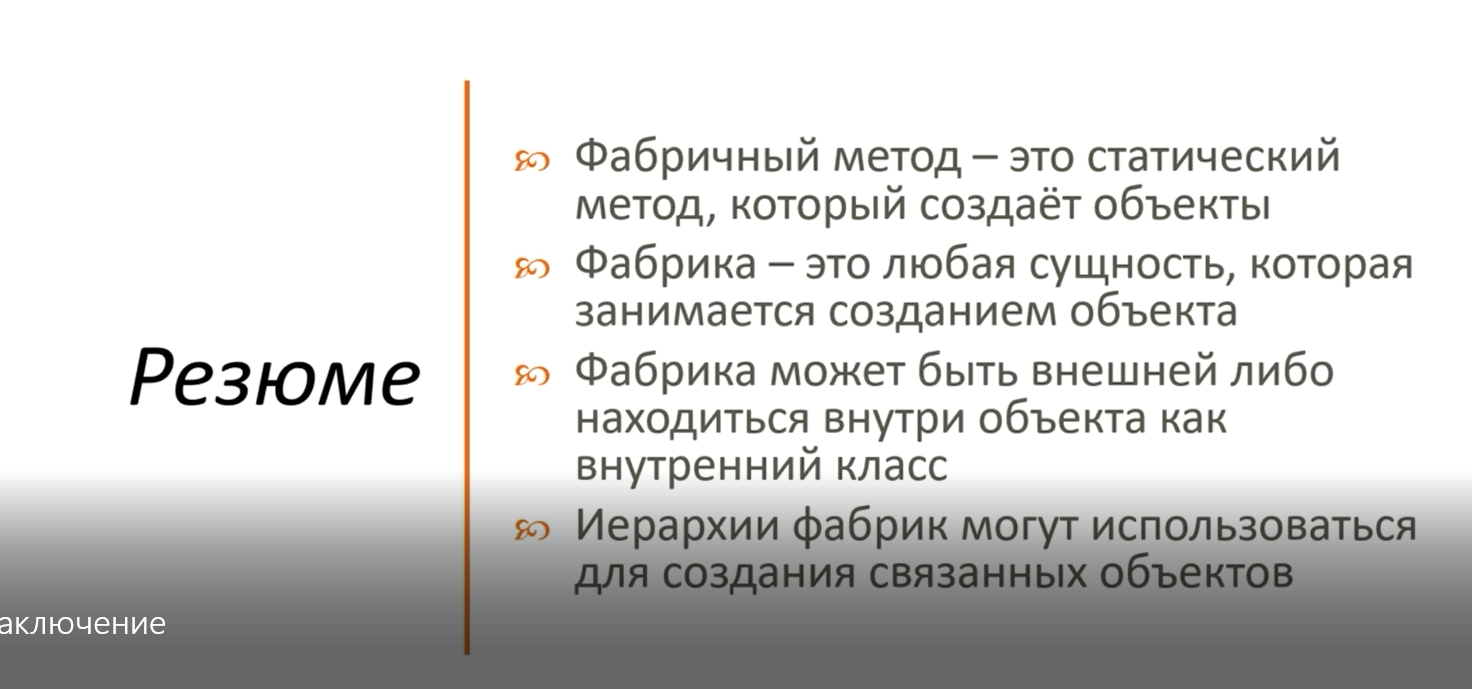 Резюме
Фабричный метод – это статический
метод, который создаёт объекты
Фабрика – это любая сущность, которая
занимается созданием объекта
Фабрика может быть внешней либо
находиться внутри объекта как
внутренний класс
Иерархии фабрик могут использоваться
для создания связанных объектов
аключение